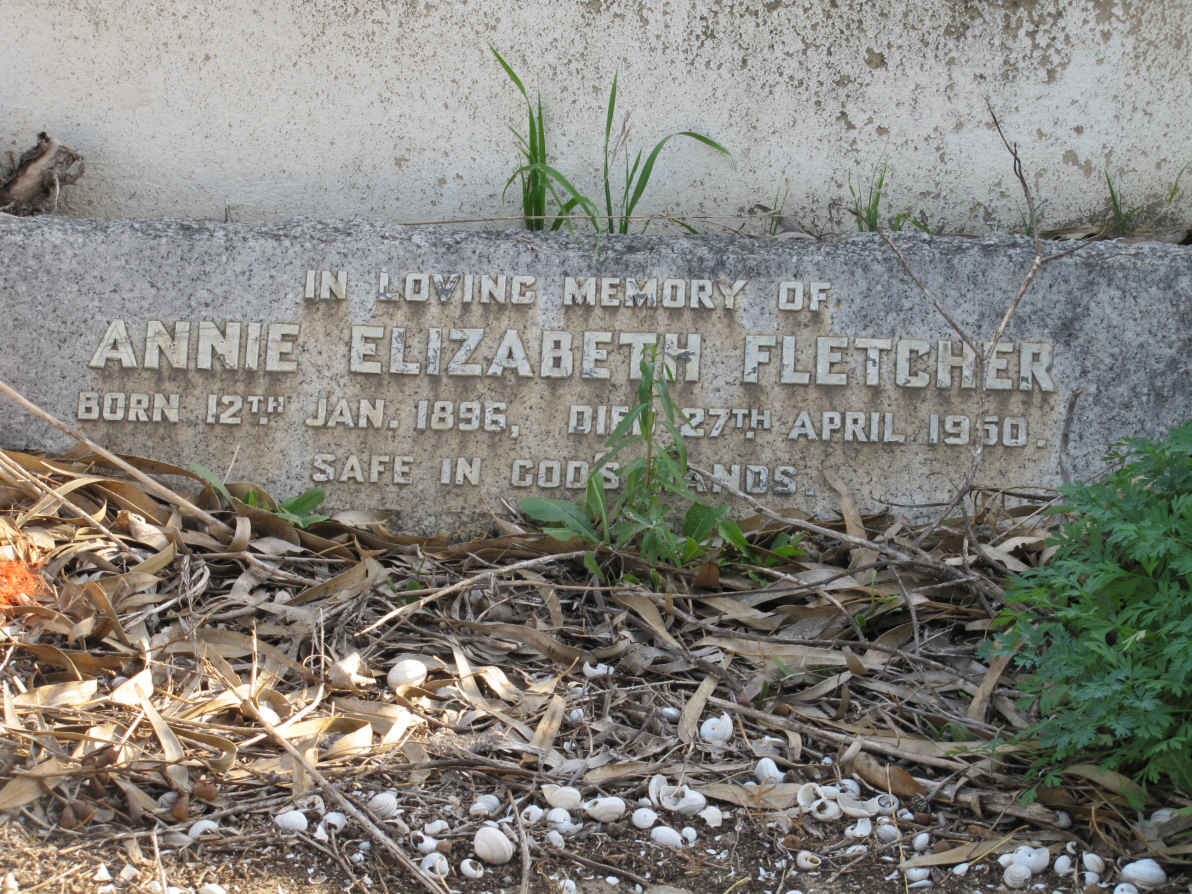 IN LOVING MEMORY OF
ANNIE ELIZABETH FLETCHER
BORN 12TH. JAN. 1896, DIED 27TH. APRIL 1950.
SAFE IN GOD'S HANDS.